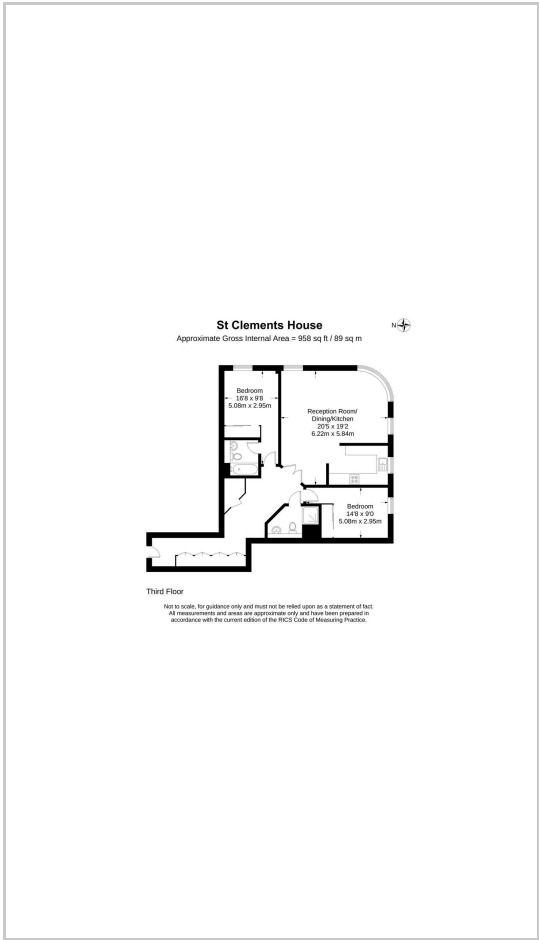 St Clements House
N
Approximate Gross Internal Area = 958 sq ft / 89 sq m
Bedroom
16'8 x 9'8
5.08m x 2.95m
Reception Room/
Dining/Kitchen
20'5 x 19'2
6.22m x 5.84m
Bedroom
14'8 x 9'0
5.08m x 2.95m
Third Floor
Not to scale, for guidance only and must not be relied upon as a statement of fact.
All measurements and areas are approximate only and have been prepared in
accordance with the current edition of the RICS Code of Measuring Practice.